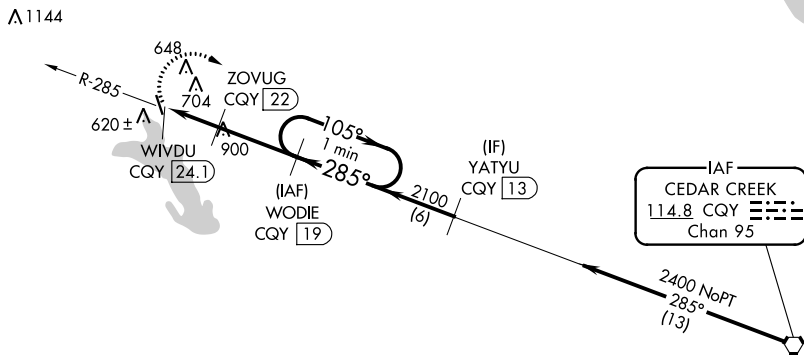 1144
648
R-285
704
ZOVUG
CQY 22
620 ±
900
WIVDU
CQY 24.1
105°
1 min
285°
(IAF)
WODIE
CQY 19
2100
(6)
(IF)
YATYU
CQY 13
IAF
CEDAR CREEK
114.8 CQY
Chan 95
2400 NoPT
285°
(13)